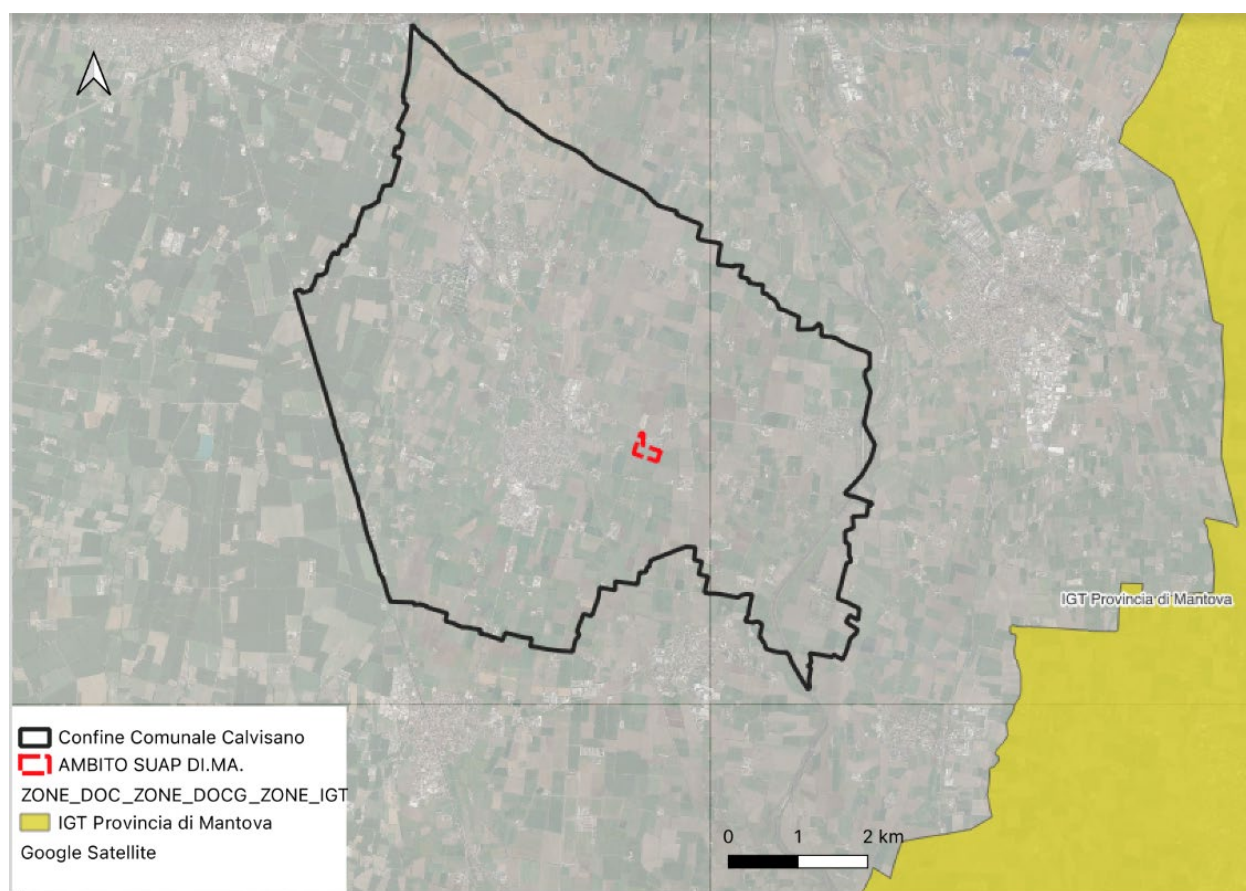 IGT Provincia di Mantova
Confine Comunale Calvisano
AMBITO SUAP DI.MA.
ZONE_DOC_ZONE_DOCG_ZONE_IGT
IGT Provincia di Mantova
Google Satellite
0 1 2 km